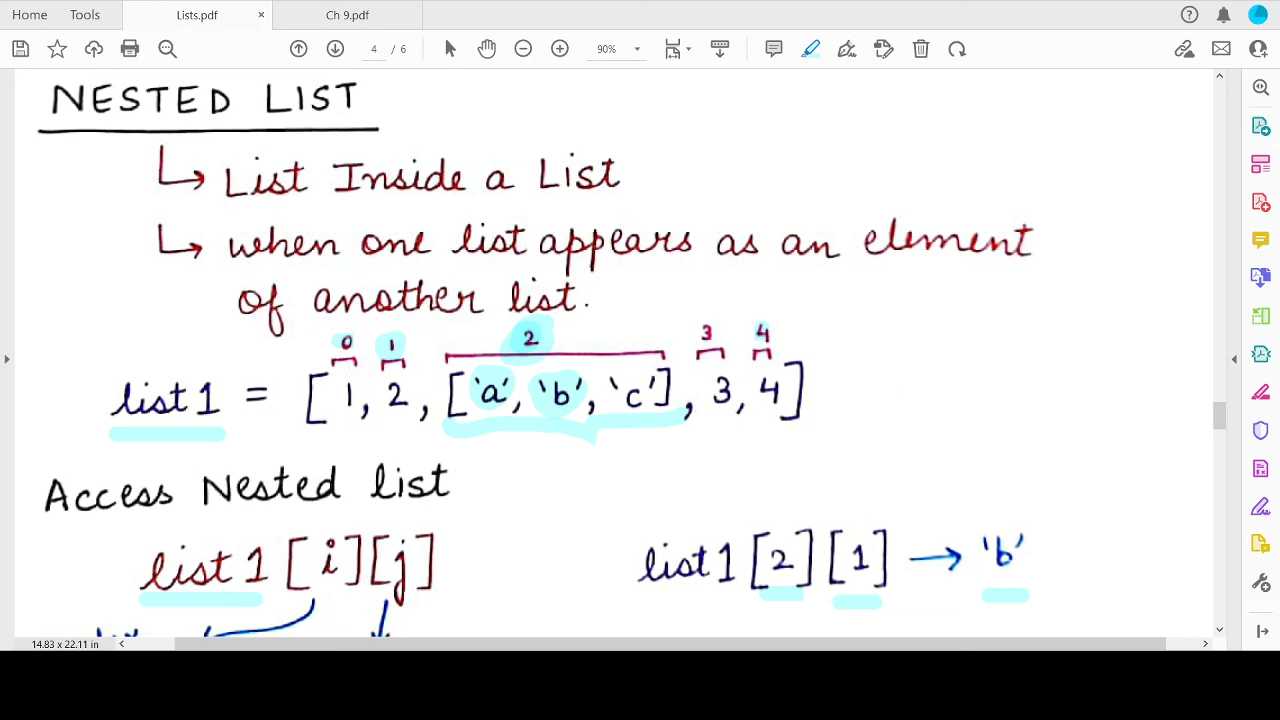 Home Tools Lists.pdf × Ch 9.pdf
4 / 6 90%
NESTED LIST
List Inside a List
when one list appears as an element
of another list.
0 1 2 3 4
list1 = [1, 2, ['a', 'b', 'c'], 3, 4]
Access Nested list
list1[i][j] list1[2][1] → 'b'
14.83 x 22.11 in